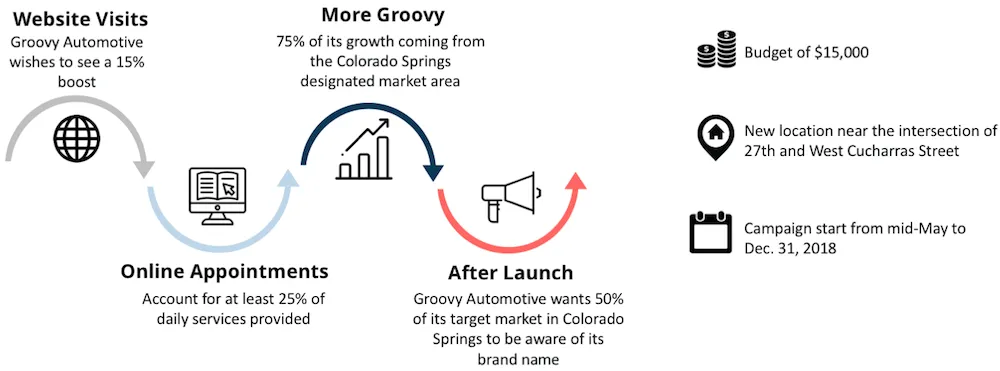 Website Visits
Groovy Automotive
wishes to see a 15%
boost
More Groovy
75% of its growth coming from
the Colorado Springs
designated market area
Online Appointments
Account for at least 25% of
daily services provided
After Launch
Groovy Automotive wants 50%
of its target market in Colorado
Springs to be aware of its
brand name
$
$
Budget of $15,000
New location near the intersection of
27th and West Cucharras Street
Campaign start from mid-May to
Dec. 31, 2018